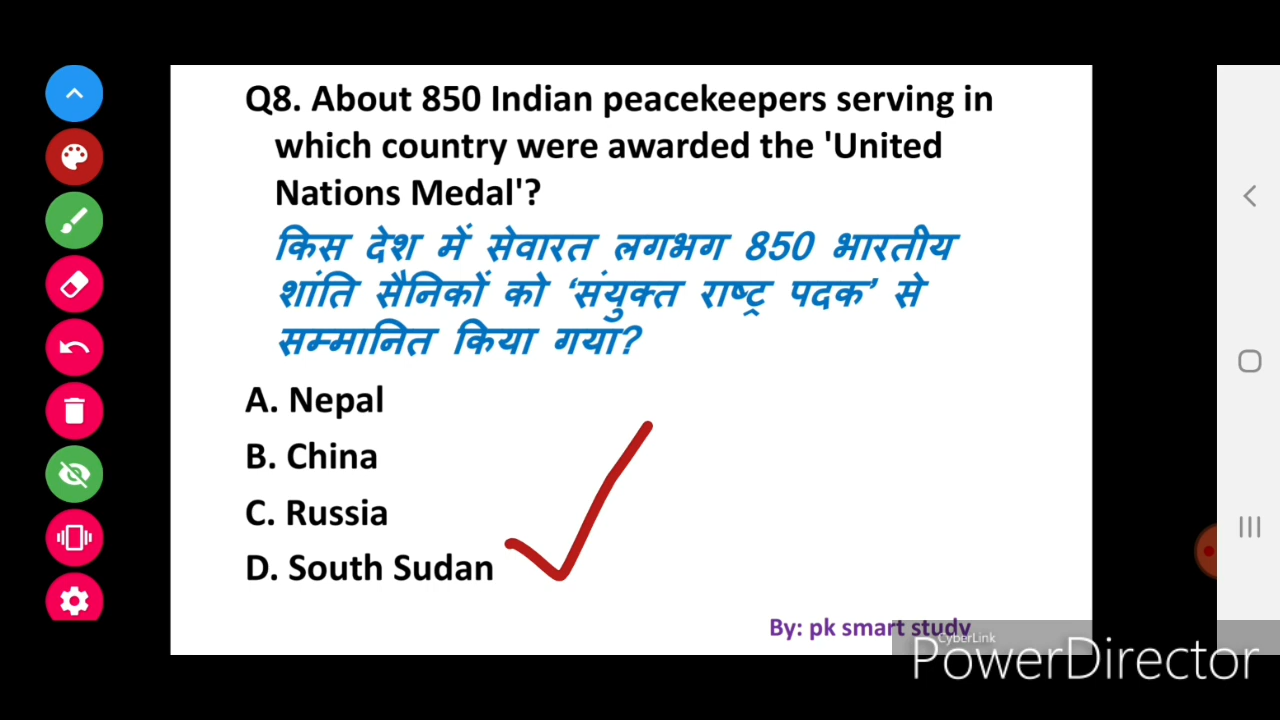 Q8. About 850 Indian peacekeepers serving in
which country were awarded the 'United
Nations Medal'?
किस देश में सेवारत लगभग 850 भारतीय
शांति सैनिकों को ‘संयुक्त राष्ट्र पदक’ से
सम्मानित किया गया?
A. Nepal
B. China
C. Russia
D. South Sudan
By: pk smart study
CyberLink
PowerDirector